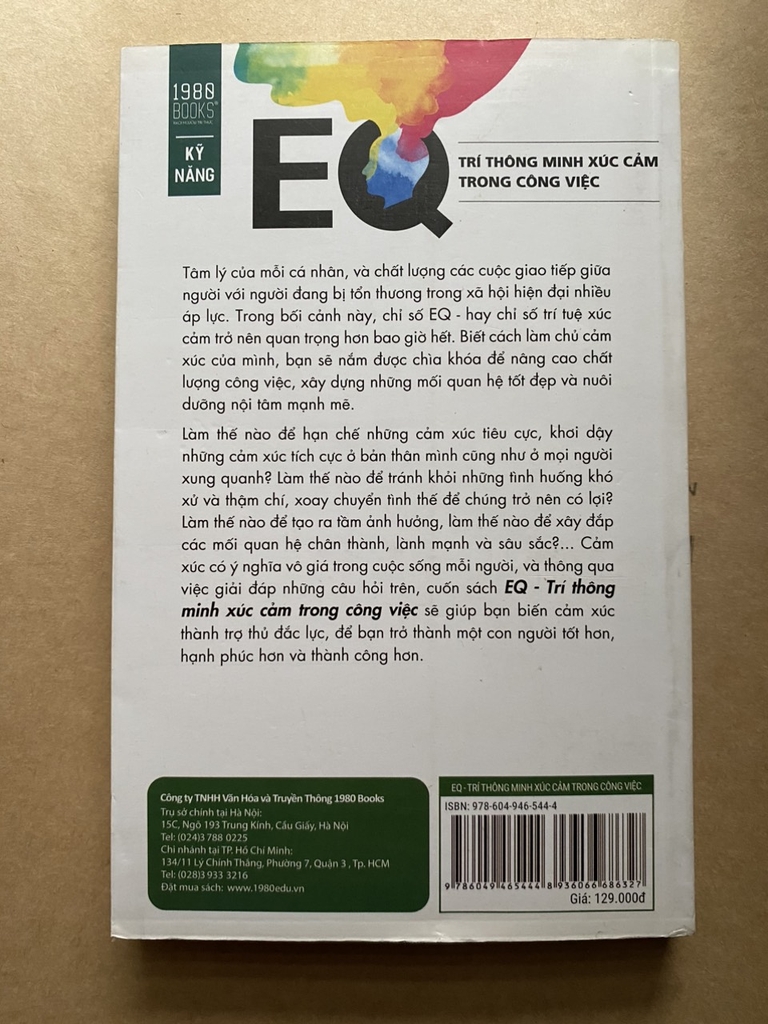 1980
BOOKS®
KỸ
NĂNG
EQ
TRÍ THÔNG MINH XÚC CẢM
TRONG CÔNG VIỆC
Tâm lý của mỗi cá nhân, và chất lượng các cuộc giao tiếp giữa
người với người đang bị tổn thương trong xã hội hiện đại nhiều
áp lực. Trong bối cảnh này, chỉ số EQ - hay chỉ số trí tuệ xúc
cảm trở nên quan trọng hơn bao giờ hết. Biết cách làm chủ cảm
xúc của mình, bạn sẽ nắm được chìa khóa để nâng cao chất
lượng công việc, xây dựng những mối quan hệ tốt đẹp và nuôi
dưỡng nội tâm mạnh mẽ.
Làm thế nào để hạn chế những cảm xúc tiêu cực, khơi dậy
những cảm xúc tích cực ở bản thân mình cũng như ở mọi người
xung quanh? Làm thế nào để tránh khỏi những tình huống khó
xử và thậm chí, xoay chuyển tình thế để chúng trở nên có lợi?
Làm thế nào để tạo ra tầm ảnh hưởng, làm thế nào để xây đắp
các mối quan hệ chân thành, lành mạnh và sâu sắc?... Cảm
xúc có ý nghĩa vô giá trong cuộc sống mỗi người, và thông qua
việc giải đáp những câu hỏi trên, cuốn sách EQ - Trí thông
minh xúc cảm trong công việc sẽ giúp bạn biến cảm xúc
thành trợ thủ đắc lực, để bạn trở thành một con người tốt hơn,
hạnh phúc hơn và thành công hơn.
Công ty TNHH Văn Hóa và Truyền Thông 1980 Books
Trụ sở chính tại Hà Nội:
15C, Ngõ 193 Trung Kính, Cầu Giấy, Hà Nội
Tel: (024)3 788 0225
Chi nhánh tại TP. Hồ Chí Minh:
134/11 Lý Chính Thắng, Phường 7, Quận 3 , Tp. HCM
Tel: (028)3 933 3216
Đặt mua sách: www.1980edu.vn
EQ - TRÍ THÔNG MINH XÚC CẢM TRONG CÔNG VIỆC
ISBN: 978-604-946-544-4
9 786049 465444 8 936066 686327
Giá: 129.000đ